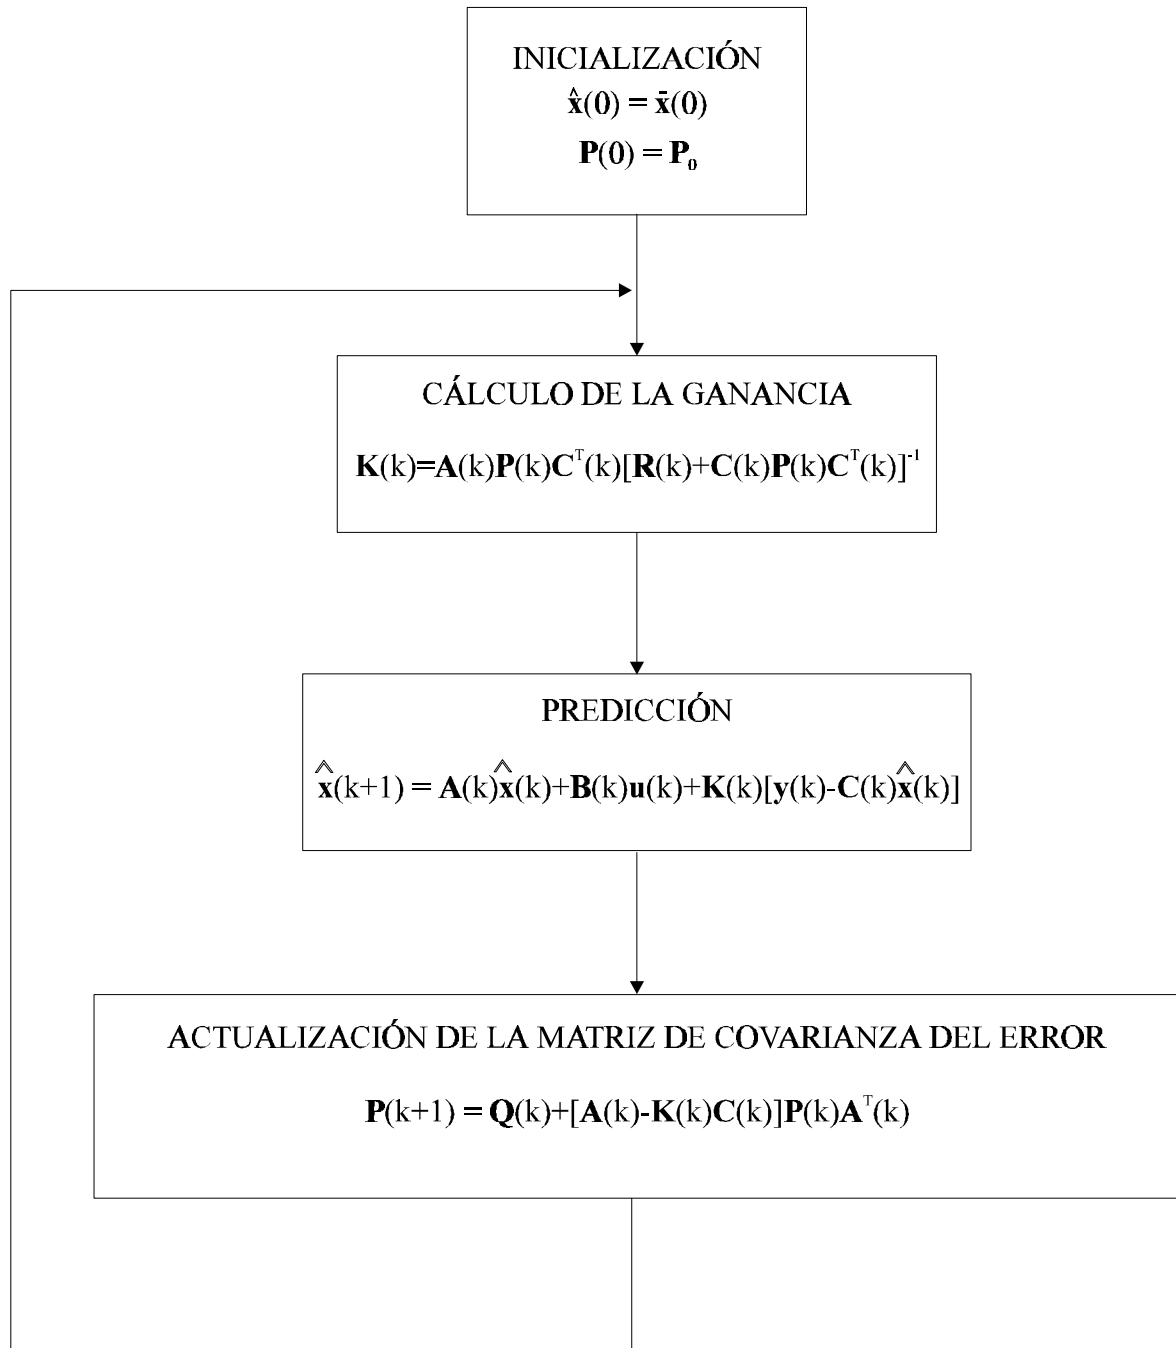 INICIALIZACIÓN
x̂(0) = x̄(0)
P(0) = P₀
CÁLCULO DE LA GANANCIA
K(k)=A(k)P(k)Cᵀ(k)[R(k)+C(k)P(k)Cᵀ(k)]⁻¹
PREDICCIÓN
x̂(k+1) = A(k)x̂(k)+B(k)u(k)+K(k)[y(k)-C(k)x̂(k)]
ACTUALIZACIÓN DE LA MATRIZ DE COVARIANZA DEL ERROR
P(k+1) = Q(k)+[A(k)-K(k)C(k)]P(k)Aᵀ(k)